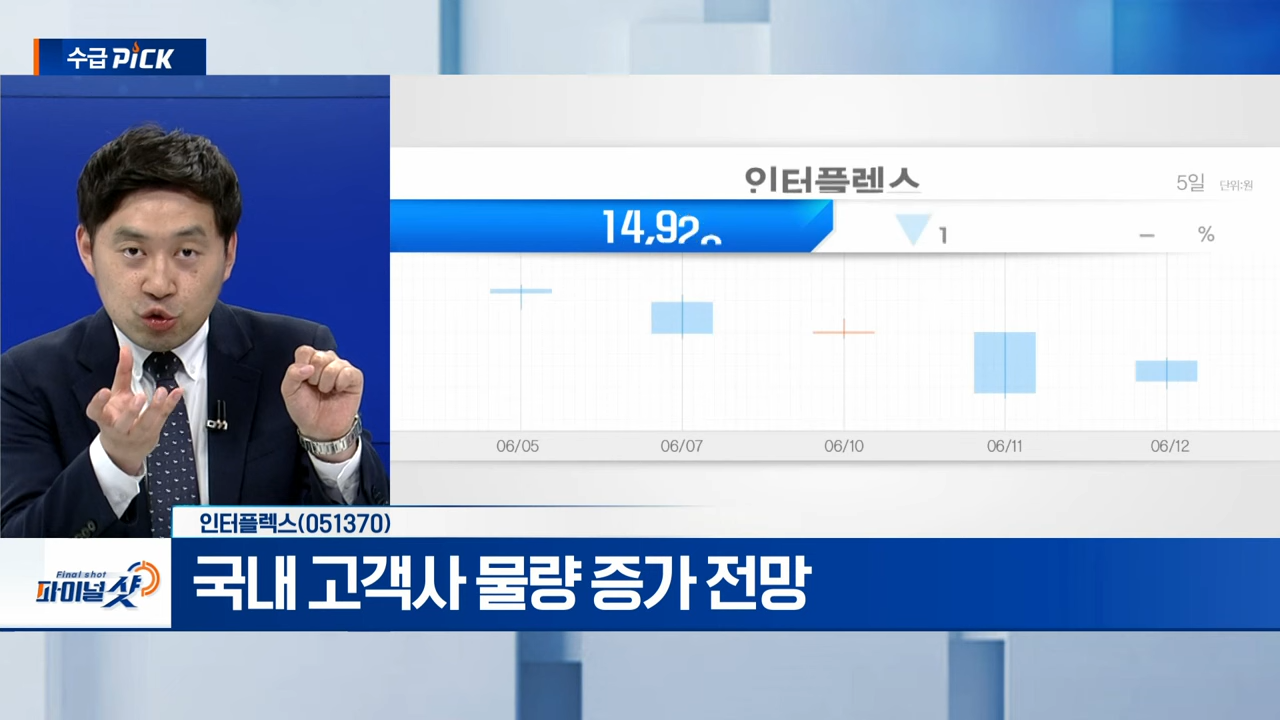 수급 PiCK
인터플렉스
5일 단위:원
14,920
1 – %
06/05 06/07 06/10 06/11 06/12
인터플렉스(051370)
Final shot
파이널샷
국내 고객사 물량 증가 전망